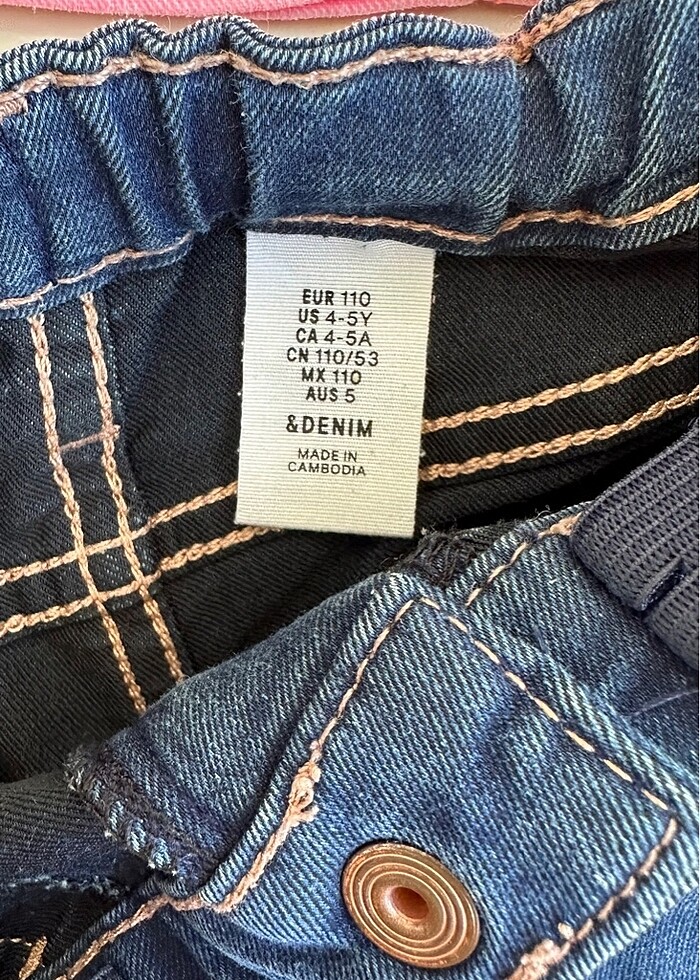 EUR 110
US 4-5Y
CA 4-5A
CN 110/53
MX 110
AUS 5
&DENIM
MADE IN
CAMBODIA